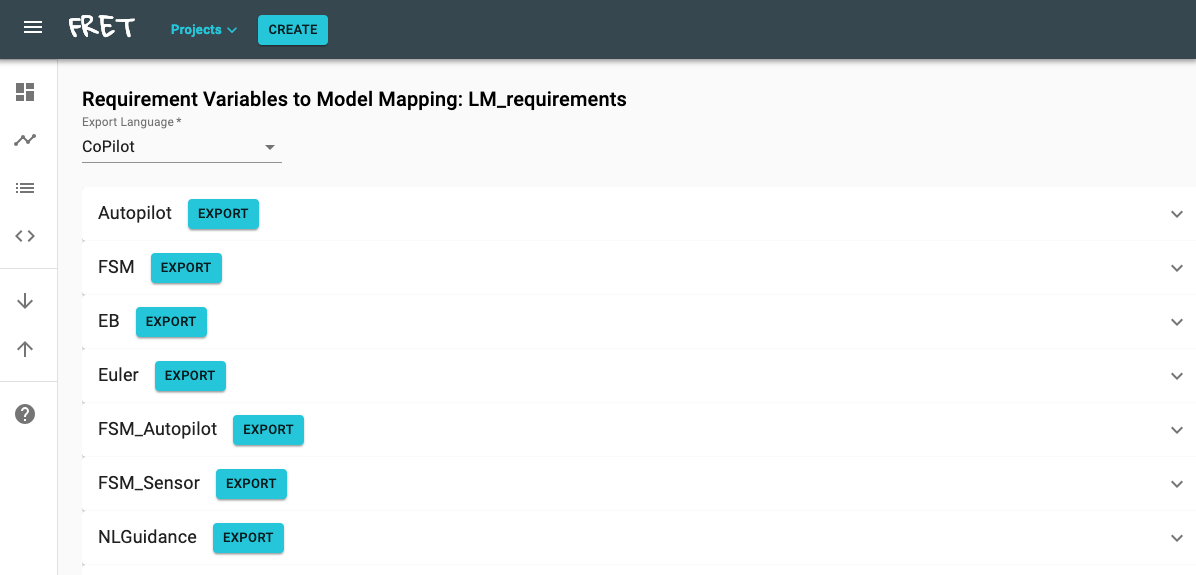 FRET
Projects
CREATE
Requirement Variables to Model Mapping: LM_requirements
Export Language *
CoPilot
Autopilot EXPORT
FSM EXPORT
EB EXPORT
Euler EXPORT
FSM_Autopilot EXPORT
FSM_Sensor EXPORT
NLGuidance EXPORT